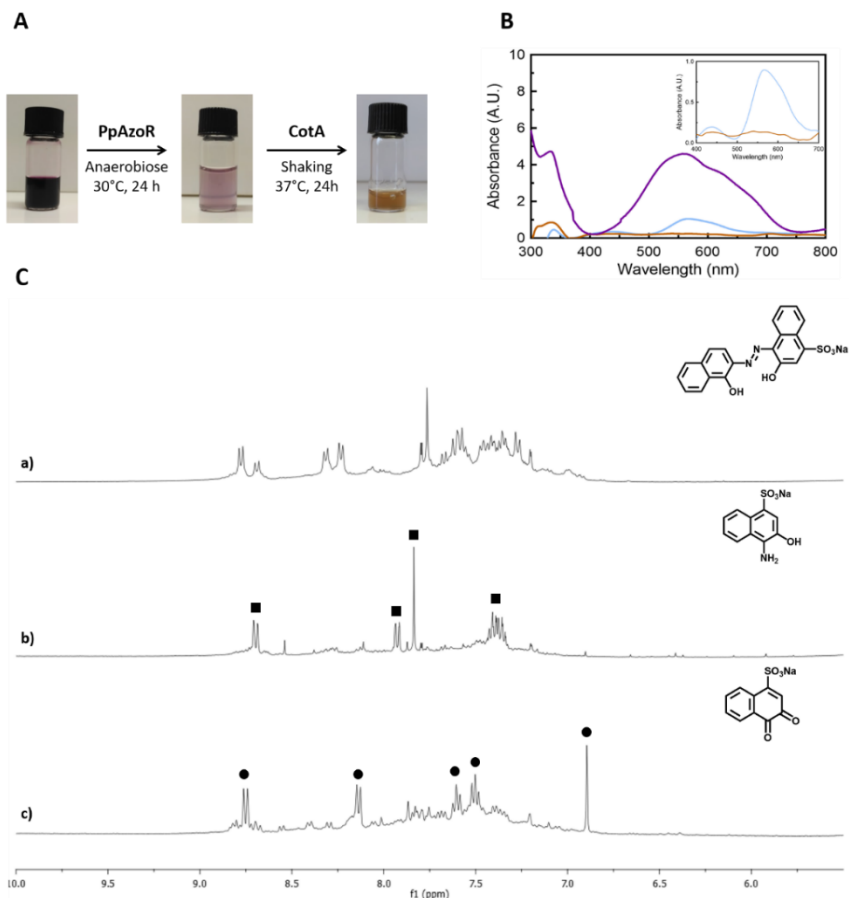 A
PpAzoR
Anaerobiose
30°C, 24 h
CotA
Shaking
37°C, 24h
B
Absorbance (A.U.)
10
8
6
4
2
0
300 400 500 600 700 800
Wavelength (nm)
Absorbance (A.U.)
1.0
0.5
0
400 500 600 700
Wavelength (nm)
C
SO₃Na
N
N
HO
OH
a)
SO₃Na
OH
NH₂
b)
SO₃Na
O
O
c)
10.0 9.5 9.0 8.5 8.0 7.5 7.0 6.5 6.0
f1 (ppm)